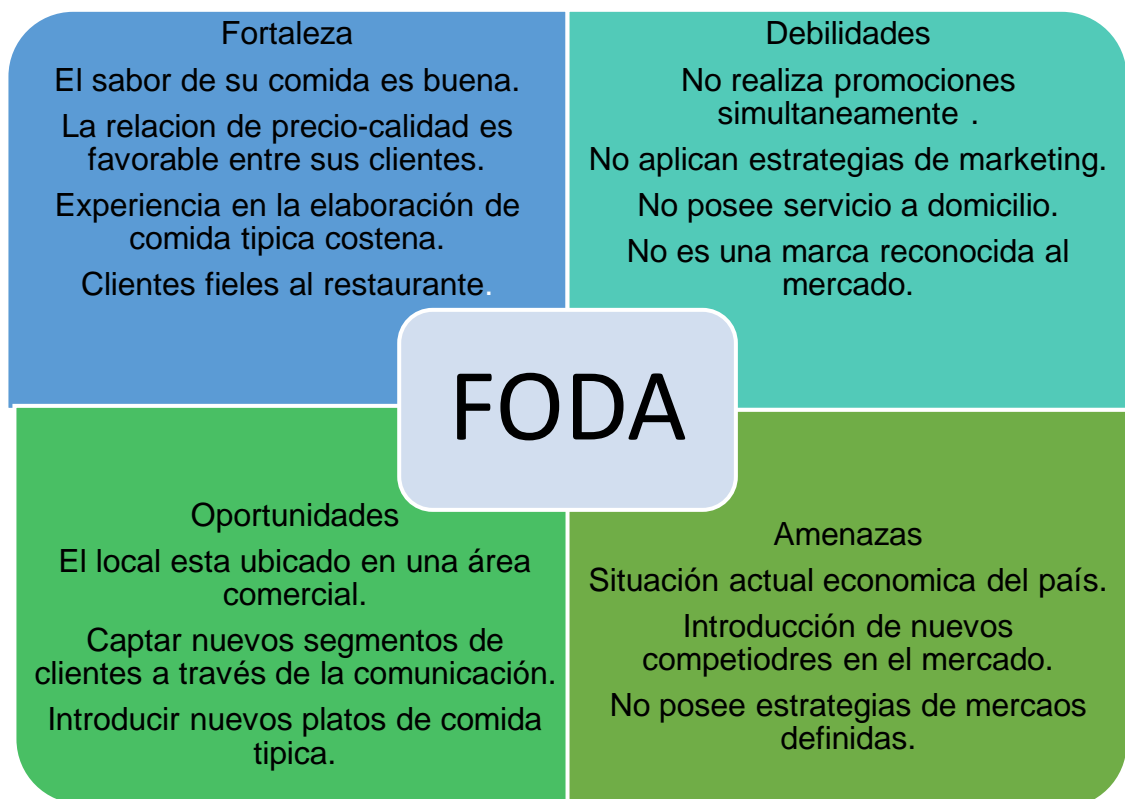 Fortaleza
El sabor de su comida es buena.
La relacion de precio-calidad es
favorable entre sus clientes.
Experiencia en la elaboración de
comida tipica costena.
Clientes fieles al restaurante.
Debilidades
No realiza promociones
simultaneamente .
No aplican estrategias de marketing.
No posee servicio a domicilio.
No es una marca reconocida al
mercado.
FODA
Oportunidades
El local esta ubicado en una área
comercial.
Captar nuevos segmentos de
clientes a través de la comunicación.
Introducir nuevos platos de comida
tipica.
Amenazas
Situación actual economica del país.
Introducción de nuevos
competiodres en el mercado.
No posee estrategias de mercaos
definidas.